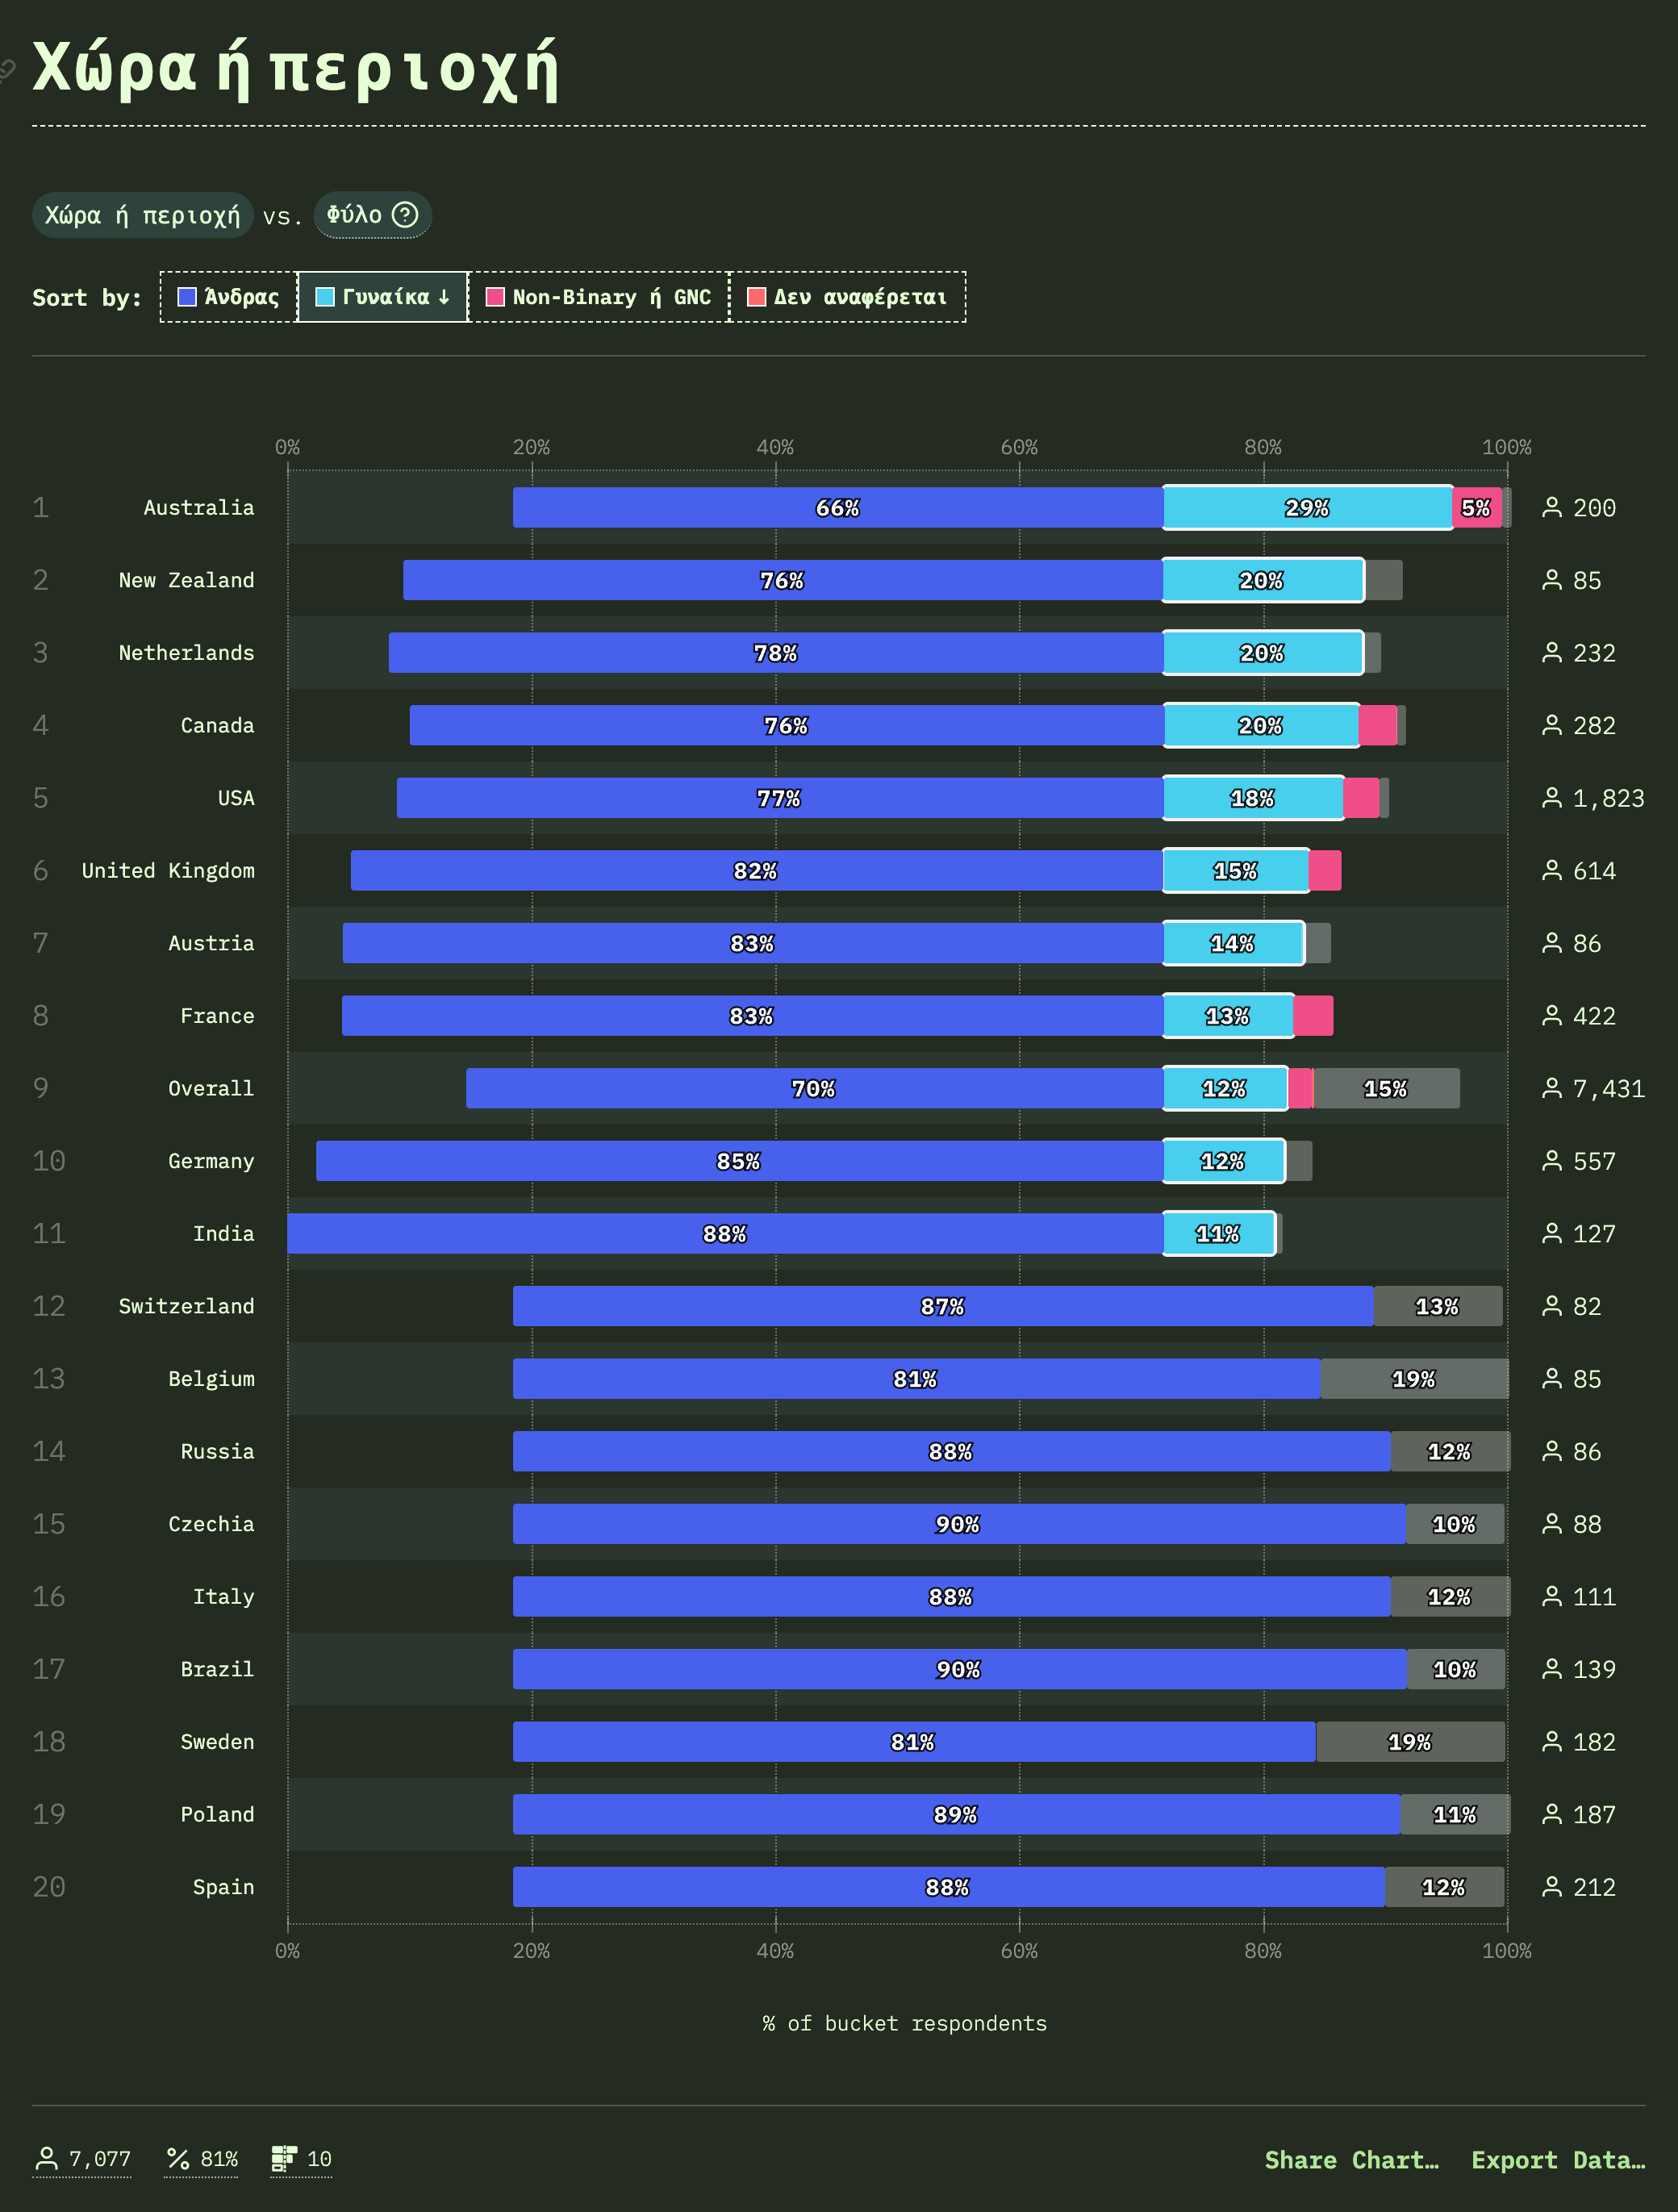 Χώρα ή περιοχή
Χώρα ή περιοχή vs. Φύλο ?
Sort by: Άνδρας Γυναίκα ↓ Non-Binary ή GNC Δεν αναφέρεται
0% 20% 40% 60% 80% 100%
1 Australia 66% 29% 5% 200
2 New Zealand 76% 20% 85
3 Netherlands 78% 20% 232
4 Canada 76% 20% 282
5 USA 77% 18% 1,823
6 United Kingdom 82% 15% 614
7 Austria 83% 14% 86
8 France 83% 13% 422
9 Overall 70% 12% 15% 7,431
10 Germany 85% 12% 557
11 India 88% 11% 127
12 Switzerland 87% 13% 82
13 Belgium 81% 19% 85
14 Russia 88% 12% 86
15 Czechia 90% 10% 88
16 Italy 88% 12% 111
17 Brazil 90% 10% 139
18 Sweden 81% 19% 182
19 Poland 89% 11% 187
20 Spain 88% 12% 212
0% 20% 40% 60% 80% 100%
% of bucket respondents
7,077 % 81% 10 Share Chart… Export Data…